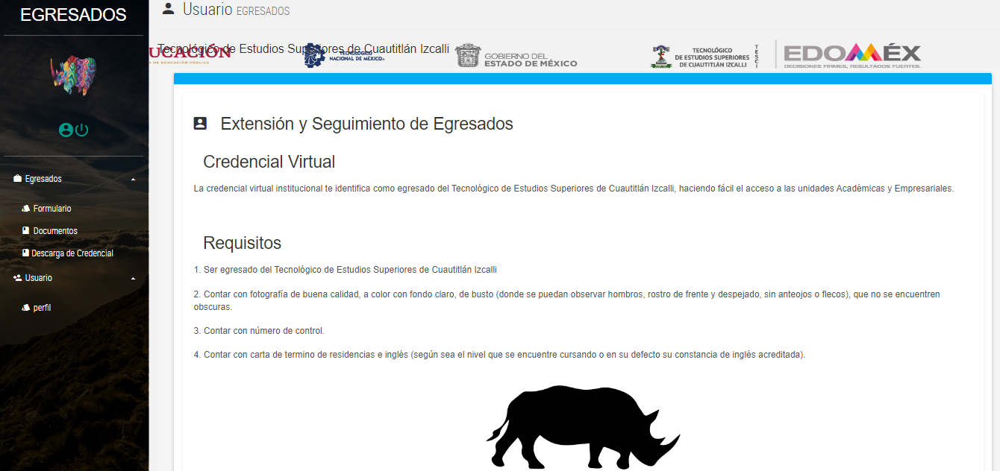 EGRESADOS
Usuario EGRESADOS
Tecnológico de Estudios Superiores de Cuautitlán Izcalli
UCACIÓN
DE EDUCACIÓN PÚBLICA
TECNOLÓGICO
NACIONAL DE MÉXICO
GOBIERNO DEL
ESTADO DE MÉXICO
TECNOLÓGICO
DE ESTUDIOS SUPERIORES
DE CUAUTITLÁN IZCALLI
TESCI
EDOMÉX
DECISIONES FIRMES, RESULTADOS FUERTES.
Egresados
Formulario
Documentos
Descarga de Credencial
Usuario
perfil
Extensión y Seguimiento de Egresados
Credencial Virtual
La credencial virtual institucional te identifica como egresado del Tecnológico de Estudios Superiores de Cuautitlán Izcalli, haciendo fácil el acceso a las unidades Académicas y Empresariales.
Requisitos
1. Ser egresado del Tecnológico de Estudios Superiores de Cuautitlán Izcalli
2. Contar con fotografía de buena calidad, a color con fondo claro, de busto (donde se puedan observar hombros, rostro de frente y despejado, sin anteojos o flecos), que no se encuentren
obscuras.
3. Contar con número de control.
4. Contar con carta de termino de residencias e inglés (según sea el nivel que se encuentre cursando o en su defecto su constancia de inglés acreditada).